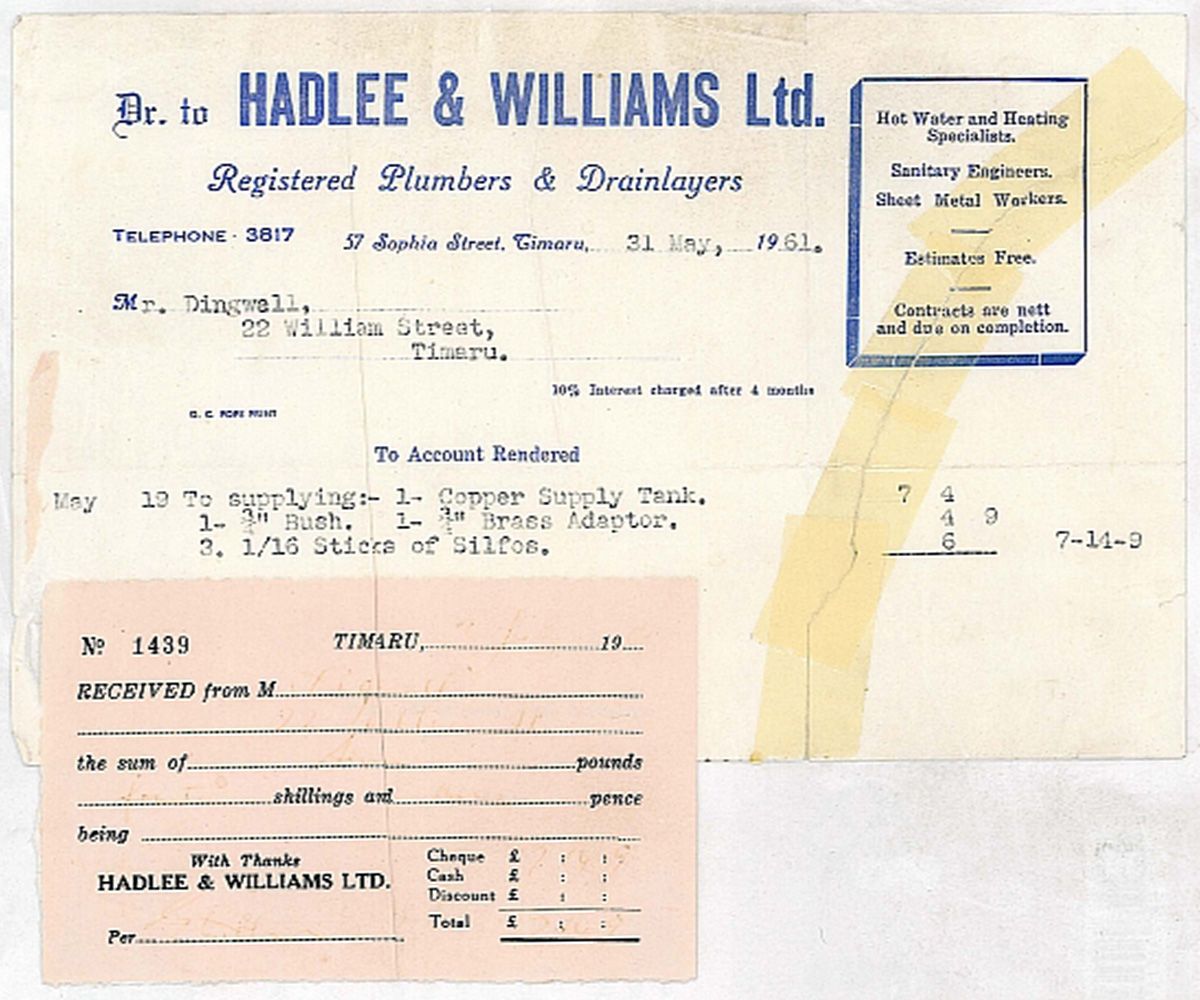 Dr. to HADLEE & WILLIAMS Ltd.
Registered Plumbers & Drainlayers
TELEPHONE - 3817 57 Sophia Street, Timaru, 31 May, 1961.
Hot Water and Heating
Specialists.
Sanitary Engineers.
Sheet Metal Workers.
Estimates Free.
Contracts are nett
and due on completion.
Mr. Dingwall,
22 William Street,
Timaru.
10% Interest charged after 4 months
G. C. POPE PRINT
To Account Rendered
May 19 To supplying:- 1- Copper Supply Tank. 7 4
1- ¾" Bush. 1- ¾" Brass Adaptor. 4 9
3. 1/16 Sticks of Silfos. 6 7-14-9
Nº 1439 TIMARU, 19
RECEIVED from M
the sum of pounds
shillings and pence
being
With Thanks
HADLEE & WILLIAMS LTD.
Per
Cheque £ : :
Cash £ : :
Discount £ : :
Total £ : :